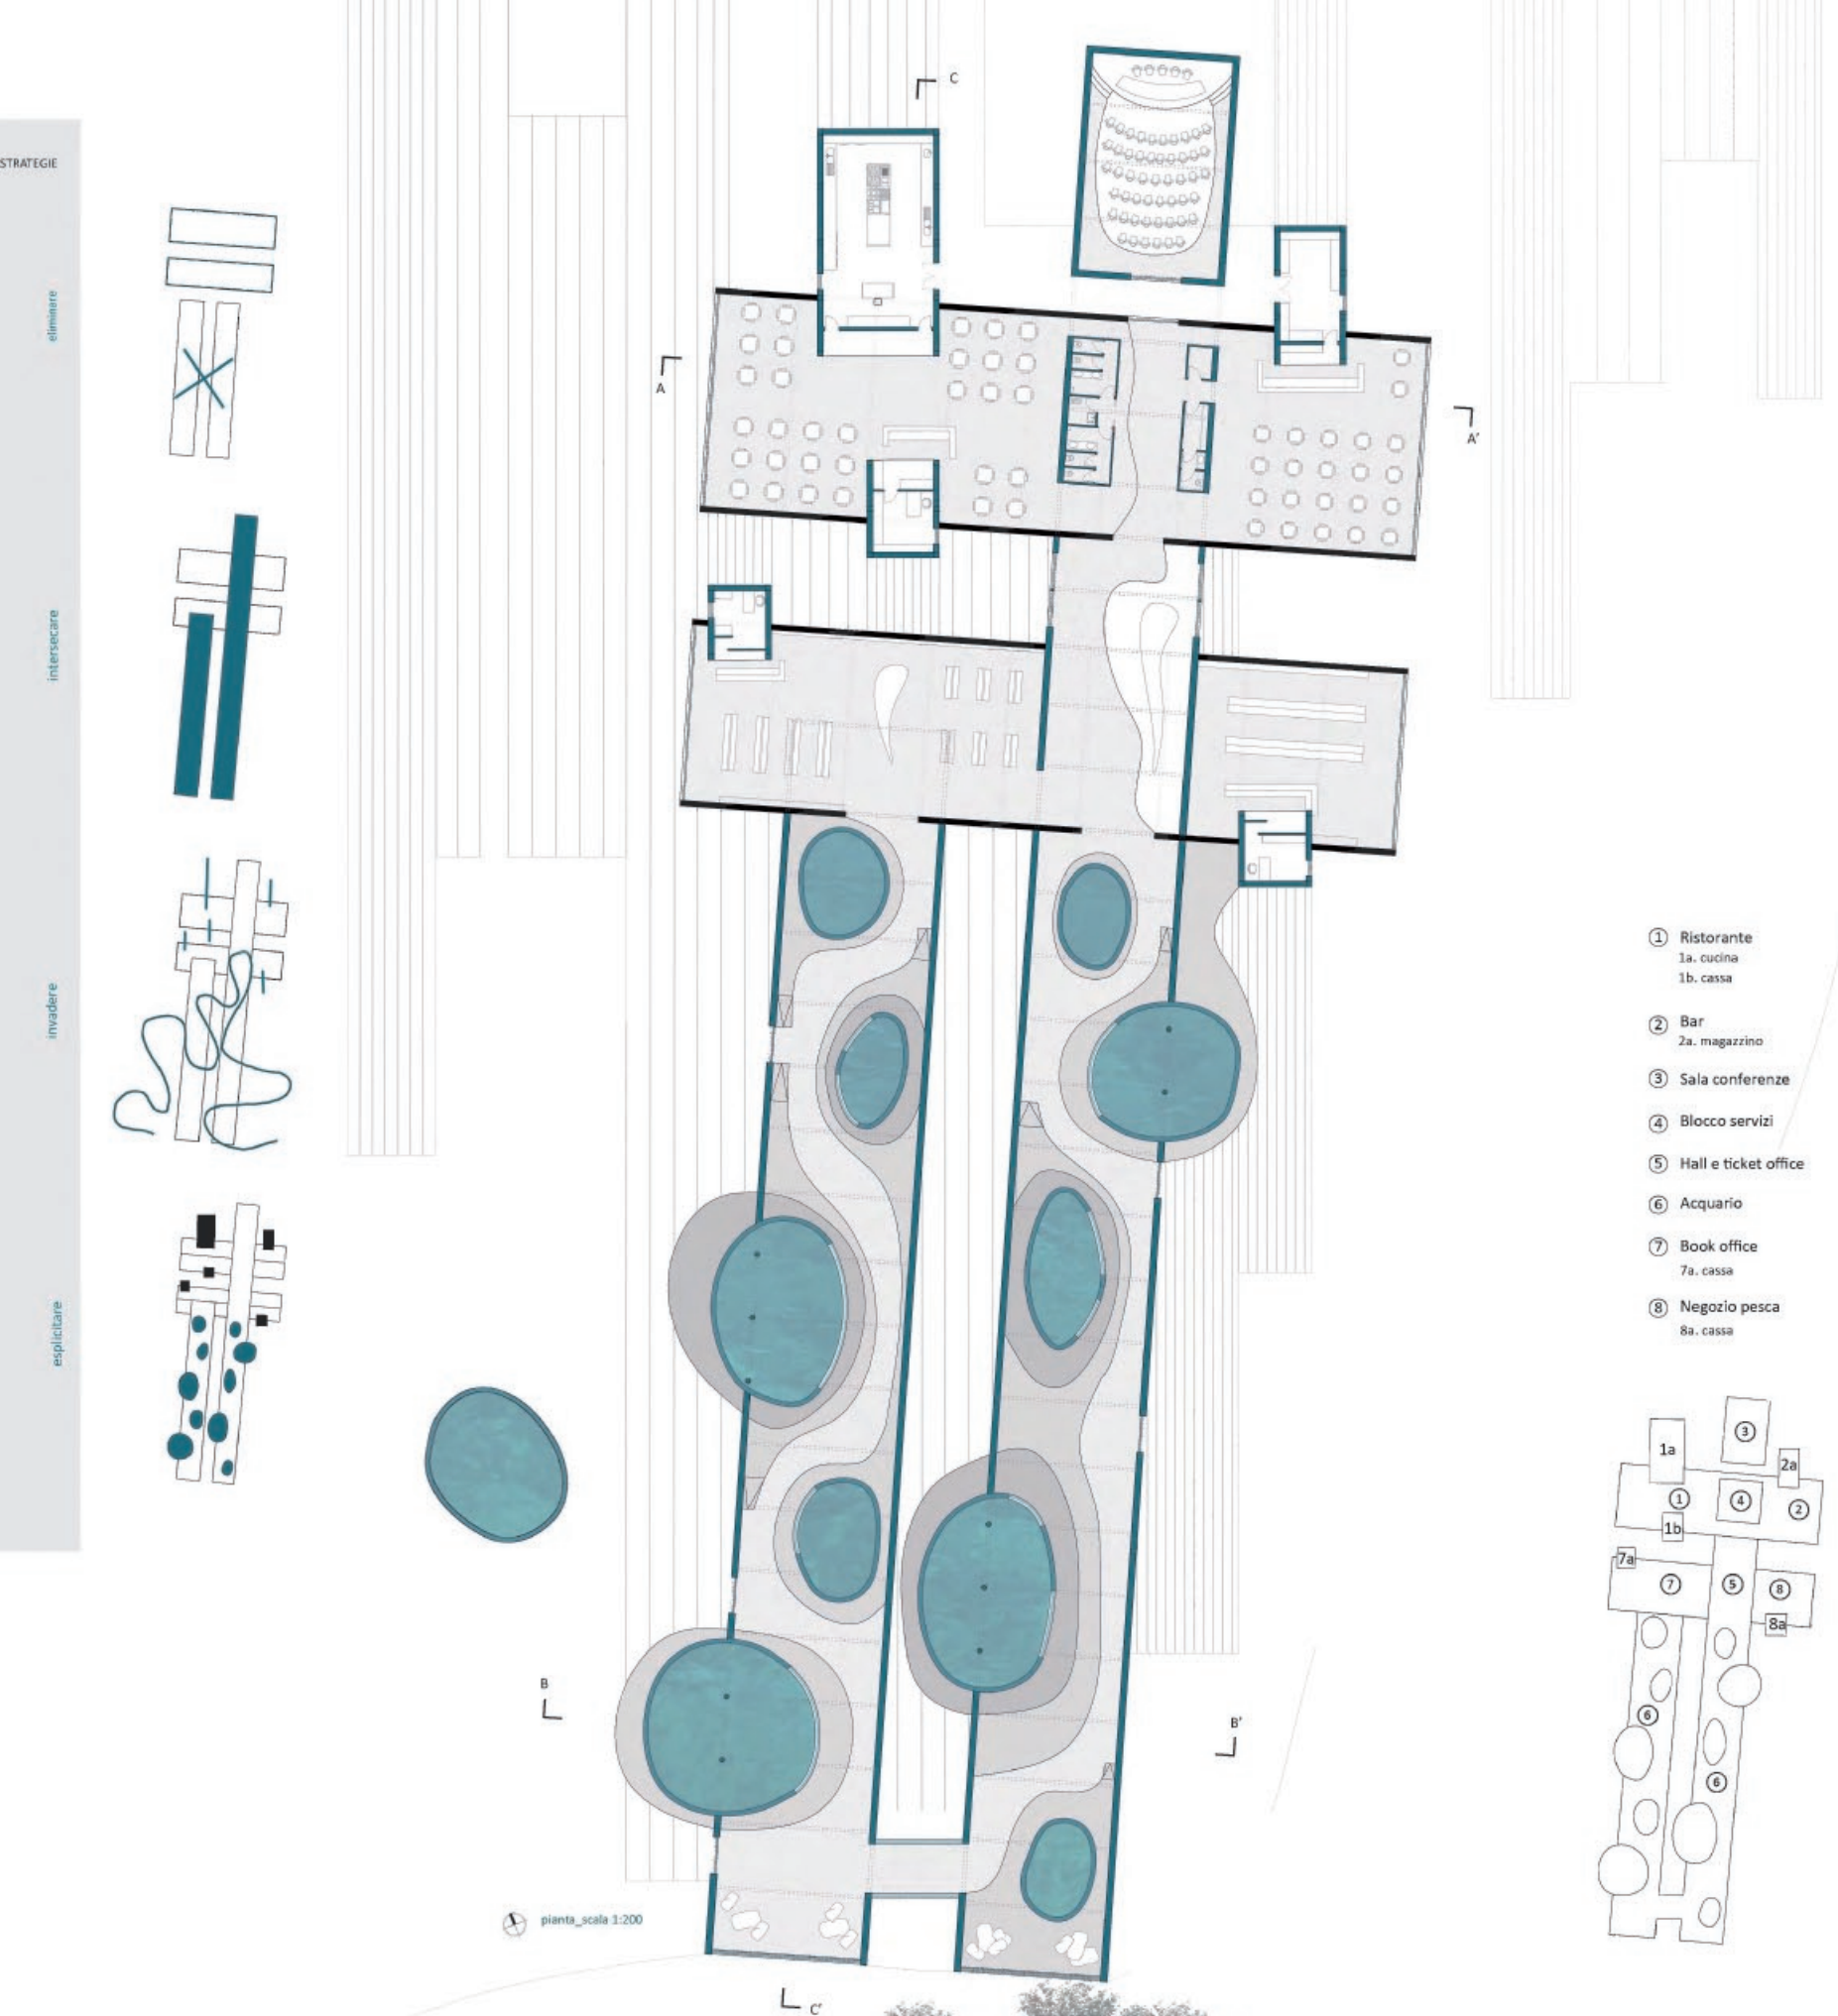 STRATEGIE
eliminare
intersecare
invadere
esplicitare
C
A
A'
B
B'
C'
pianta_scala 1:200
1 Ristorante
1a. cucina
1b. cassa
2 Bar
2a. magazzino
3 Sala conferenze
4 Blocco servizi
5 Hall e ticket office
6 Acquario
7 Book office
7a. cassa
8 Negozio pesca
8a. cassa
3
1a
2a
1
4
2
1b
7a
7
5
8
8a
6
6